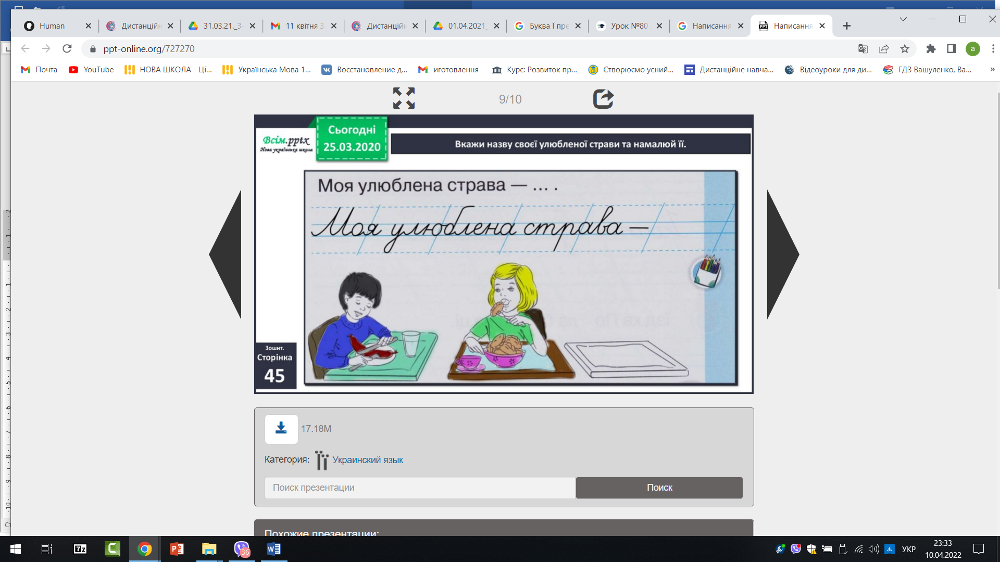 Human
Дистанційн
31.03.21._3-
11 квітня 3
Дистанційн
01.04.2021_
Буква Ї пре
Урок №80
Написання
Написання
ppt-online.org/727270
a
Почта
YouTube
НОВА ШКОЛА - Ці...
Українська Мова 1...
Восстановление д...
иготовлення
Курс: Розвиток пр...
Створюємо усний...
Дистанційне навча...
Відеоуроки для ди...
ГДЗ Вашуленко, Ва...
»
9/10
Всім.pptx
Нова українська школа
Сьогодні
25.03.2020
Вкажи назву своєї улюбленої страви та намалюй її.
Моя улюблена страва — ... .
Моя улюблена страва —
Зошит.
Сторінка
45
17.18M
Категория:
Її
Украинский язык
Поиск презентации
Поиск
Похожие презентации:
7z
36
УКР
23:33
10.04.2022